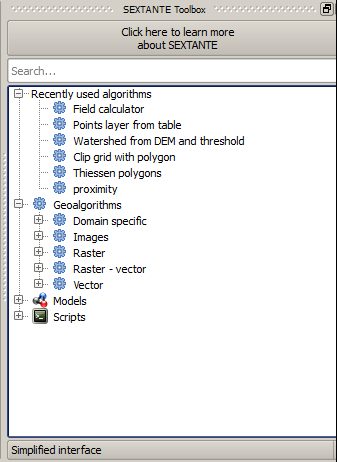 SEXTANTE Toolbox
Click here to learn more
about SEXTANTE
Search...
Recently used algorithms
Field calculator
Points layer from table
Watershed from DEM and threshold
Clip grid with polygon
Thiessen polygons
proximity
Geoalgorithms
Domain specific
Images
Raster
Raster - vector
Vector
Models
Scripts
Simplified interface